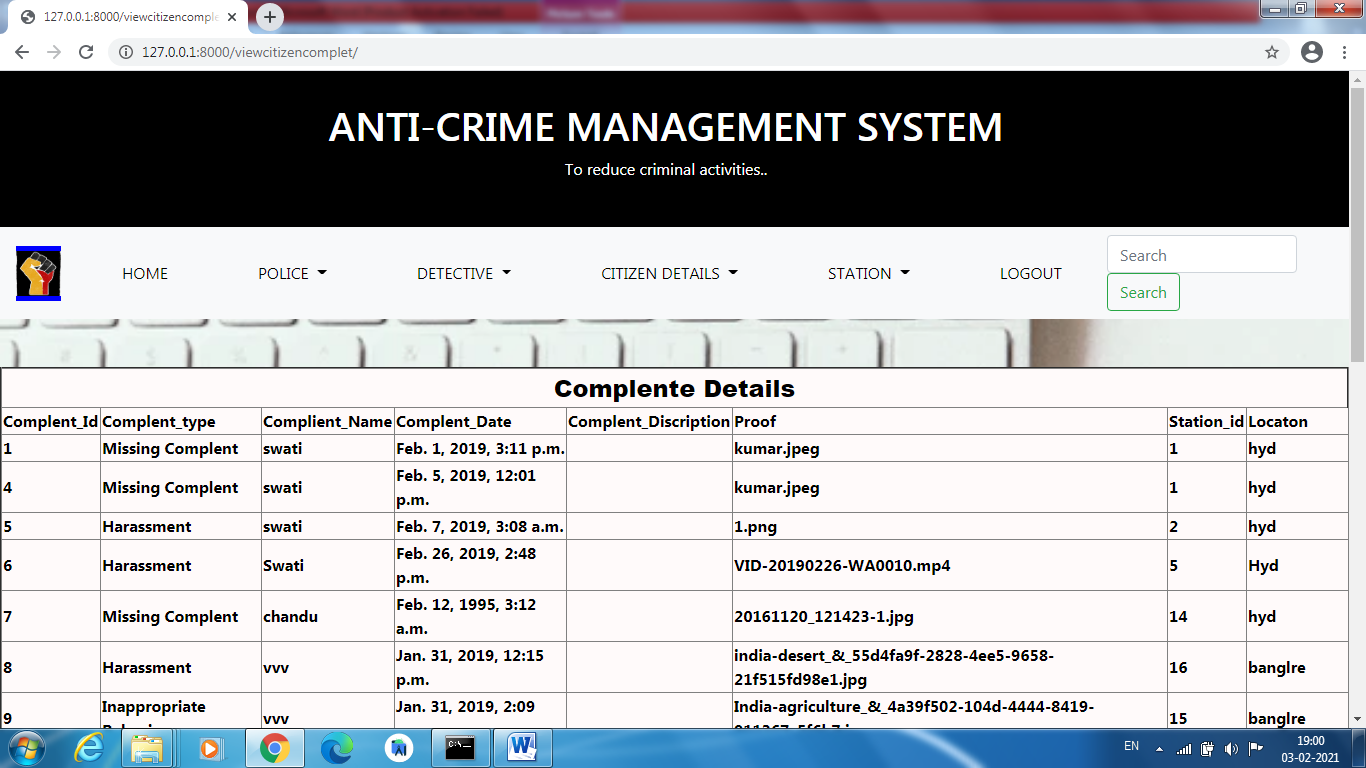 127.0.0.1:8000/viewcitizencomple
127.0.0.1:8000/viewcitizencomplet/
ANTI-CRIME MANAGEMENT SYSTEM
To reduce criminal activities..
HOME POLICE DETECTIVE CITIZEN DETAILS STATION LOGOUT Search
Search
Complente Details
Complent_Id Complent_type Complient_Name Complent_Date Complent_Discription Proof Station_id Locaton
1 Missing Complent swati Feb. 1, 2019, 3:11 p.m. kumar.jpeg 1 hyd
4 Missing Complent swati Feb. 5, 2019, 12:01 p.m. kumar.jpeg 1 hyd
5 Harassment swati Feb. 7, 2019, 3:08 a.m. 1.png 2 hyd
6 Harassment Swati Feb. 26, 2019, 2:48 p.m. VID-20190226-WA0010.mp4 5 Hyd
7 Missing Complent chandu Feb. 12, 1995, 3:12 a.m. 20161120_121423-1.jpg 14 hyd
8 Harassment vvv Jan. 31, 2019, 12:15 p.m. india-desert_&_55d4fa9f-2828-4ee5-9658-21f515fd98e1.jpg 16 banglre
9 Inappropriate vvv Jan. 31, 2019, 2:09 India-agriculture_&_4a39f502-104d-4444-8419- 15 banglre
EN 19:00
03-02-2021